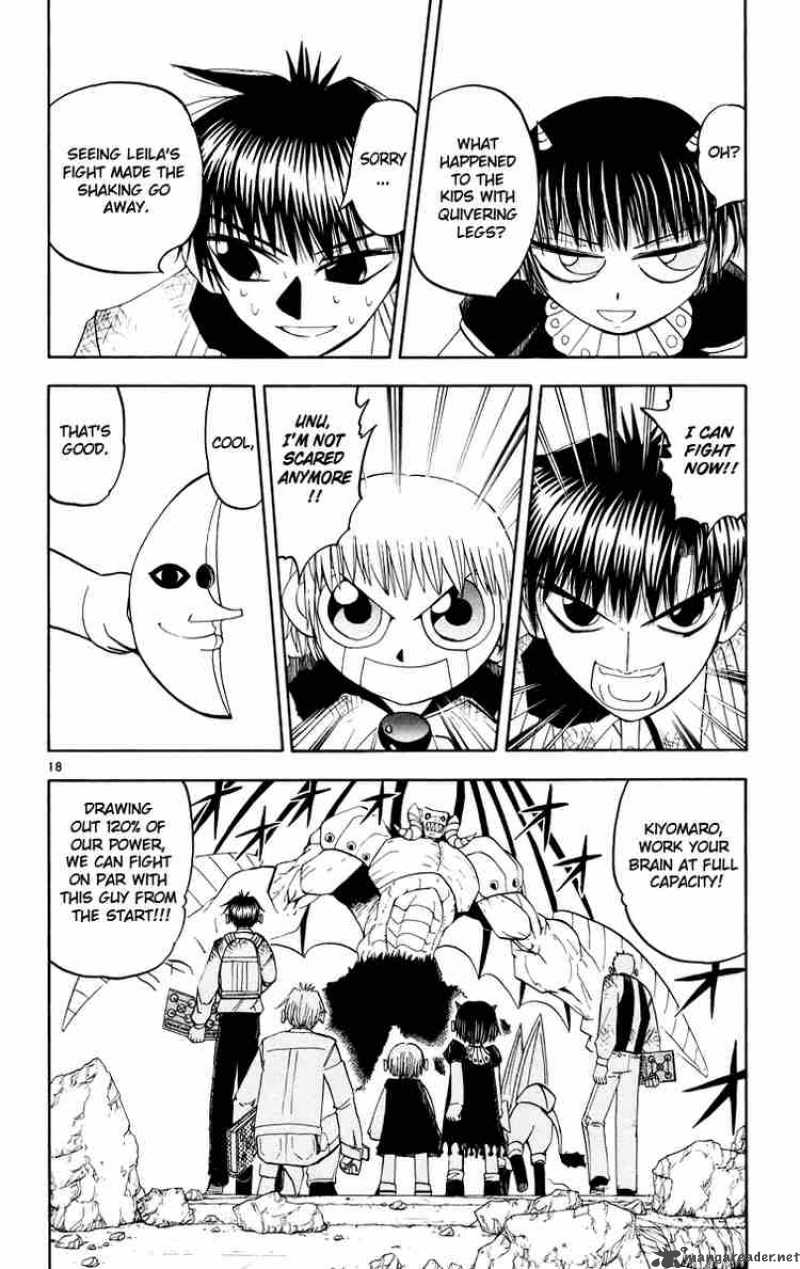 OH?
WHAT
HAPPENED
TO THE
KIDS WITH
QUIVERING
LEGS?
SORRY
...
SEEING LEILA'S
FIGHT MADE THE
SHAKING GO
AWAY.
I CAN
FIGHT
NOW!!
UNU,
I'M NOT
SCARED
ANYMORE
!!
COOL,
THAT'S
GOOD.
18
KIYOMARO,
WORK YOUR
BRAIN AT FULL
CAPACITY!
DRAWING
OUT 120% OF
OUR POWER,
WE CAN FIGHT
ON PAR WITH
THIS GUY FROM
THE START!!!
mangareader.net